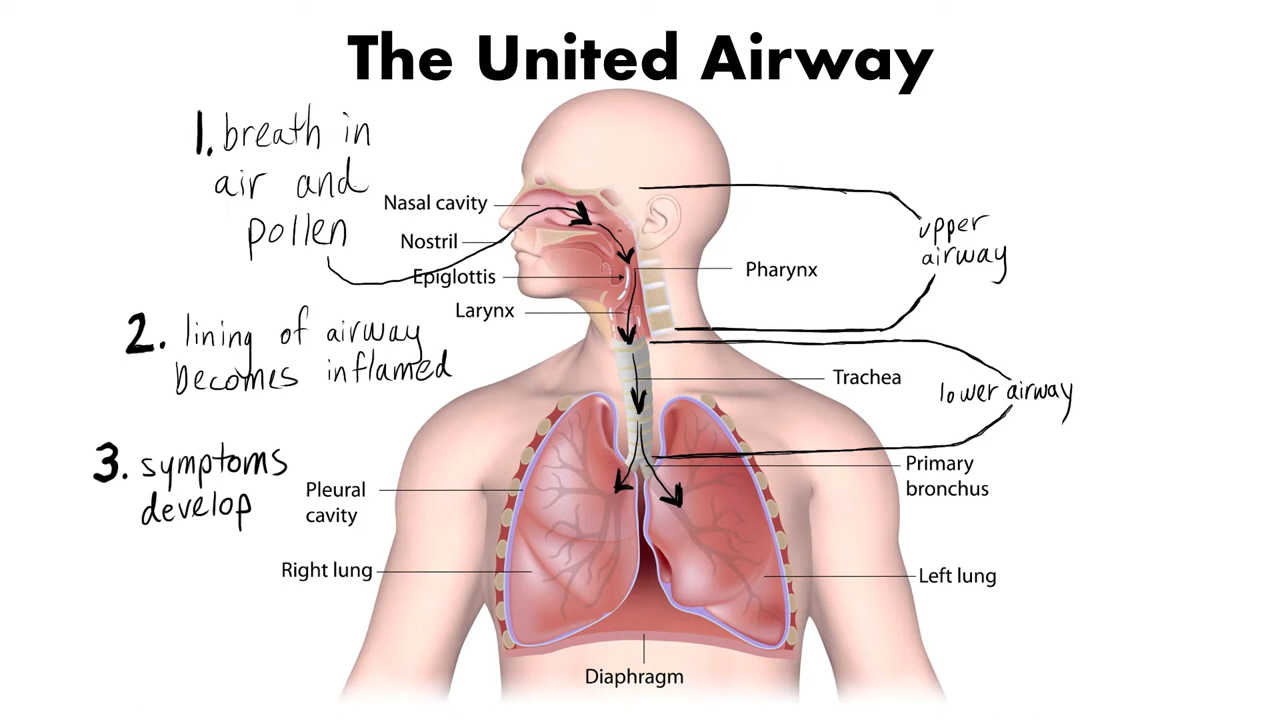 The United Airway
1. breath in
air and
pollen
Nasal cavity
Nostril
Epiglottis
Larynx
Pharynx
upper
airway
2. lining of airway
becomes inflamed
Trachea
lower airway
3. symptoms
develop
Primary
bronchus
Pleural
cavity
Right lung
Left lung
Diaphragm